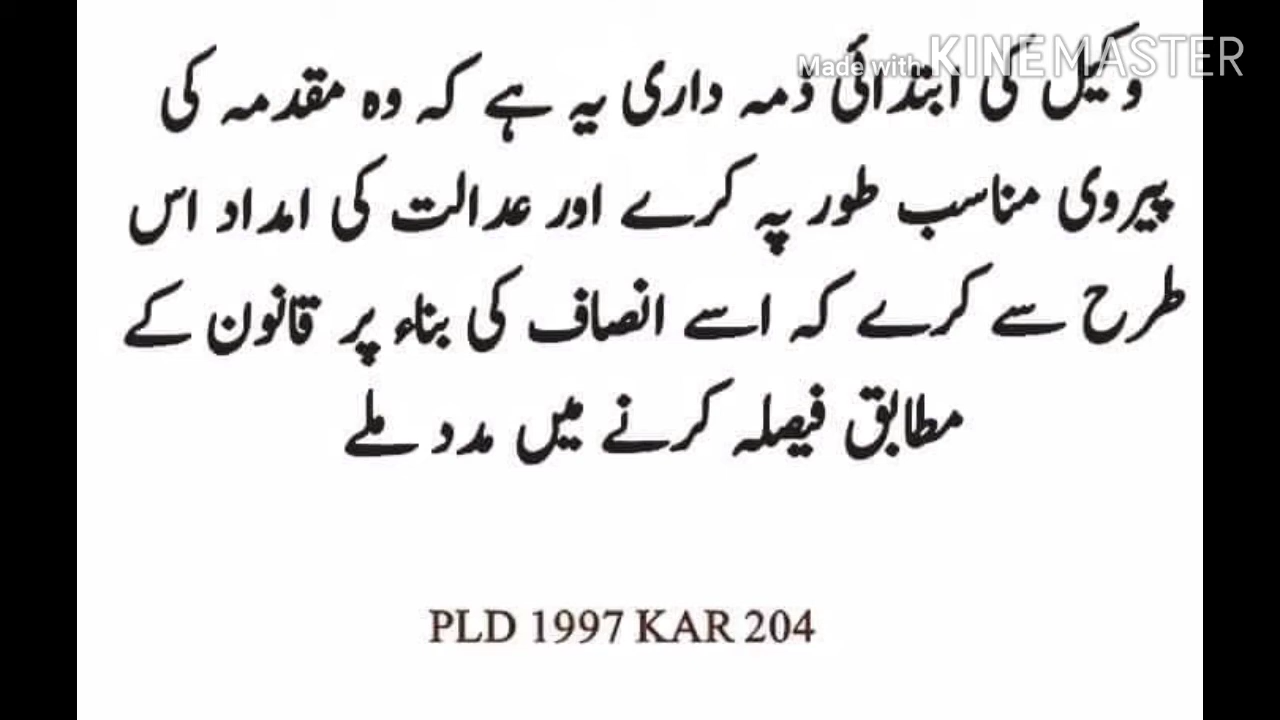 Made with KINEMASTER
وکیل کی ابتدائی ذمہ داری یہ ہے کہ وہ مقدمہ کی
پیروی مناسب طور پہ کرے اور عدالت کی امداد اس
طرح سے کرے کہ اسے انصاف کی بناء پر قانون کے
مطابق فیصلہ کرنے میں مدد ملے
PLD 1997 KAR 204